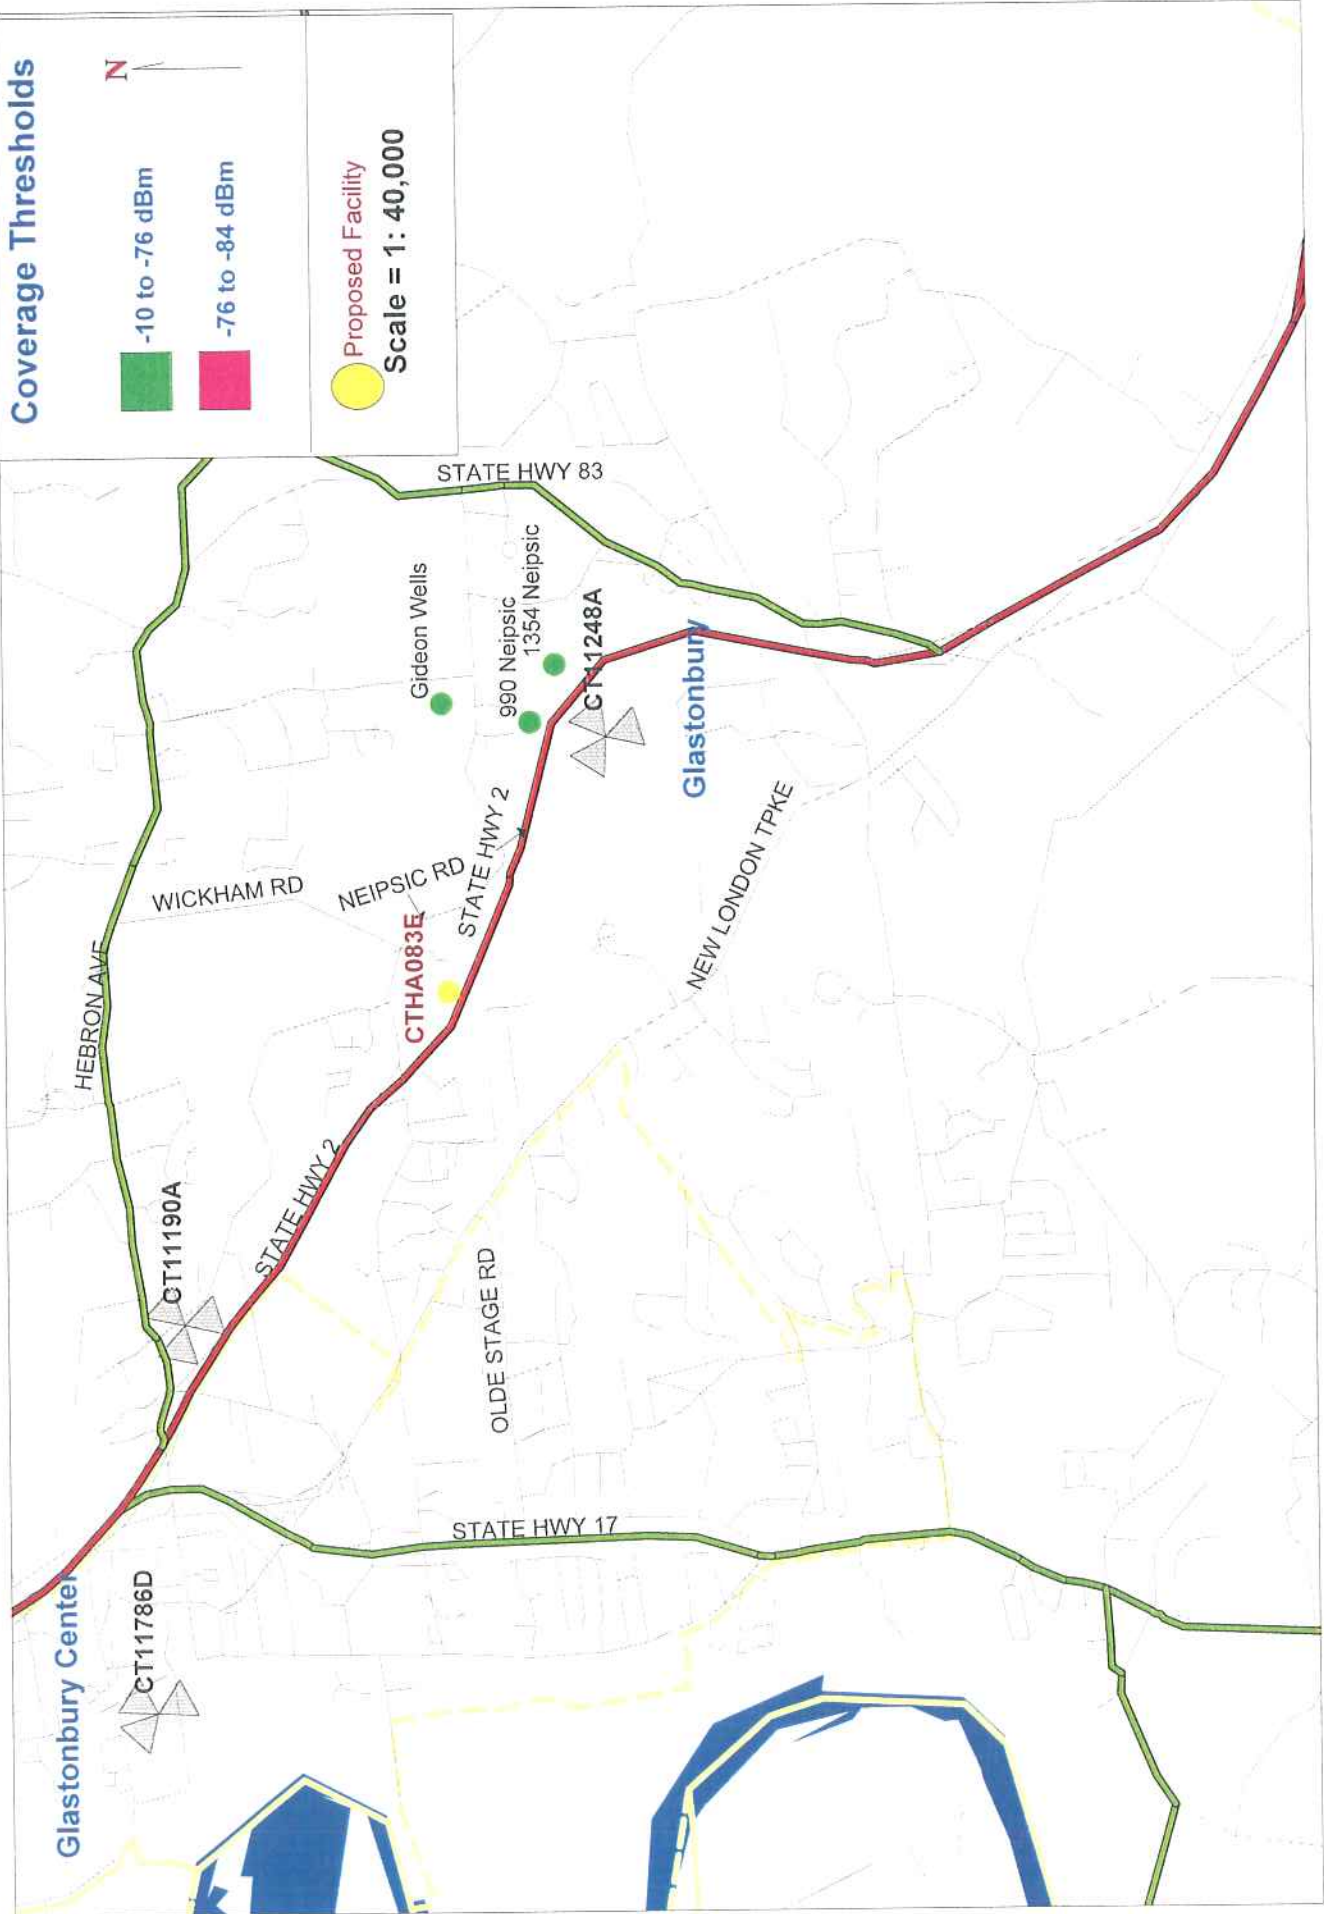 Coverage Thresholds
N
-10 to -76 dBm
-76 to -84 dBm
Proposed Facility
Scale = 1: 40,000
STATE HWY 83
Gideon Wells
990 Neipsic
1354 Neipsic
CT11248A
Glastonbury
STATE HWY 2
NEIPSIC RD
WICKHAM RD
CTHA083E
NEW LONDON TPKE
HEBRON AVE
STATE HWY 2
CT11190A
OLDE STAGE RD
STATE HWY 17
Glastonbury Center
CT11786D